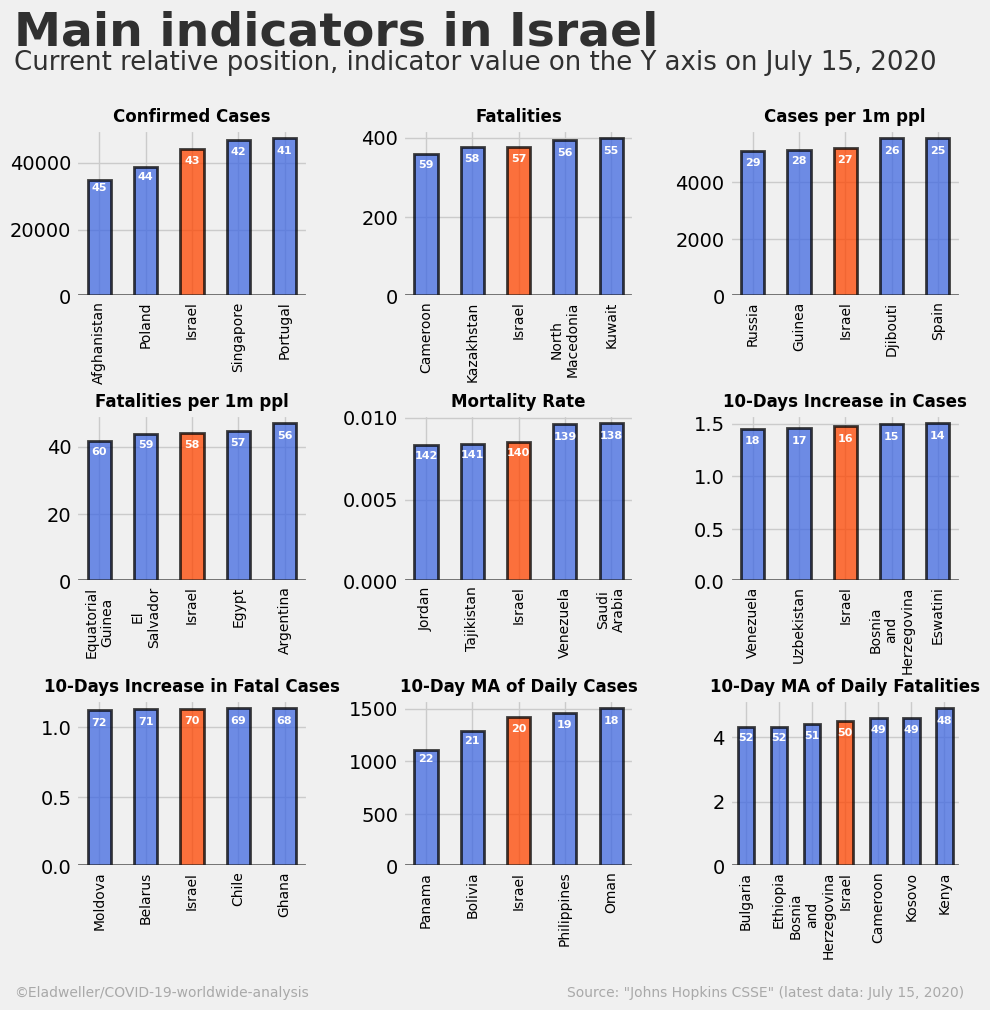 Main indicators in Israel
Current relative position, indicator value on the Y axis on July 15, 2020
Confirmed Cases
40000
20000
0
45
44
43
42
41
Afghanistan
Poland
Israel
Singapore
Portugal
Fatalities
400
200
0
59
58
57
56
55
Cameroon
Kazakhstan
Israel
North
Macedonia
Kuwait
Cases per 1m ppl
4000
2000
0
29
28
27
26
25
Russia
Guinea
Israel
Djibouti
Spain
Fatalities per 1m ppl
40
20
0
60
59
58
57
56
Equatorial
Guinea
El
Salvador
Israel
Egypt
Argentina
Mortality Rate
0.010
0.005
0.000
142
141
140
139
138
Jordan
Tajikistan
Israel
Venezuela
Saudi
Arabia
10-Days Increase in Cases
1.5
1.0
0.5
0.0
18
17
16
15
14
Venezuela
Uzbekistan
Israel
Bosnia
and
Herzegovina
Eswatini
10-Days Increase in Fatal Cases
1.0
0.5
0.0
72
71
70
69
68
Moldova
Belarus
Israel
Chile
Ghana
10-Day MA of Daily Cases
1500
1000
500
0
22
21
20
19
18
Panama
Bolivia
Israel
Philippines
Oman
10-Day MA of Daily Fatalities
4
2
0
52
52
51
50
49
49
48
Bulgaria
Ethiopia
Bosnia
and
Herzegovina
Israel
Cameroon
Kosovo
Kenya
©Eladweller/COVID-19-worldwide-analysis
Source: "Johns Hopkins CSSE" (latest data: July 15, 2020)